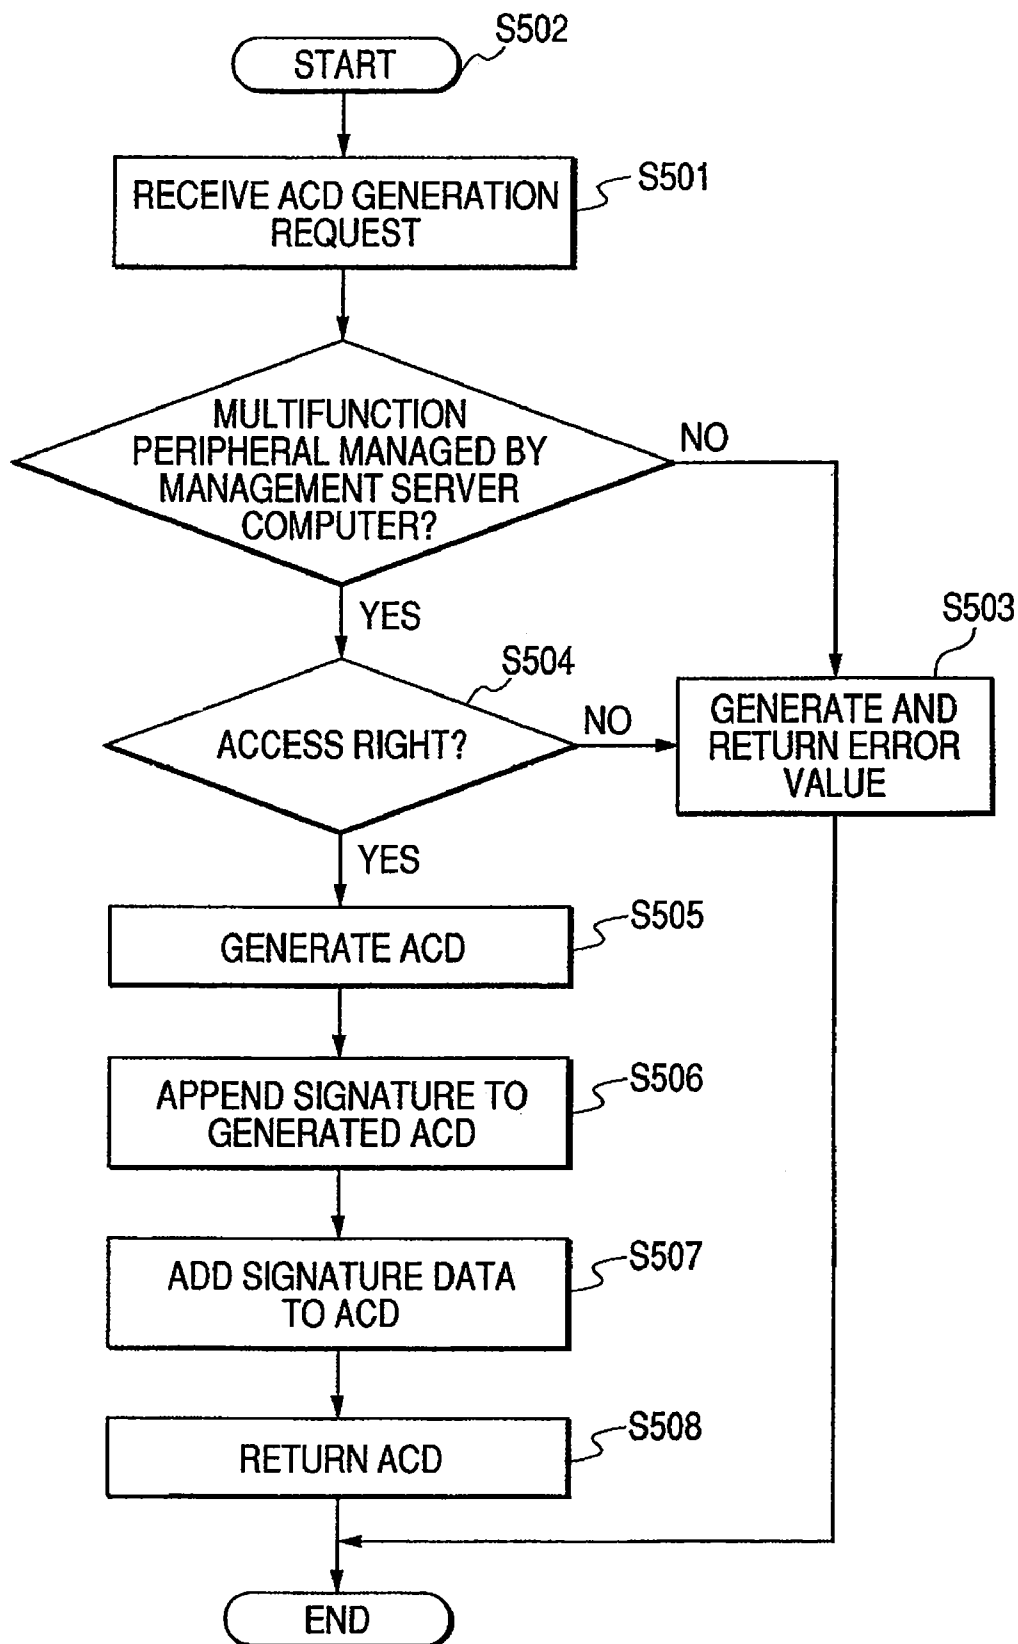 START
S502
RECEIVE ACD GENERATION
REQUEST
S501
MULTIFUNCTION
PERIPHERAL MANAGED BY
MANAGEMENT SERVER
COMPUTER?
NO
YES
S503
GENERATE AND
RETURN ERROR
VALUE
S504
ACCESS RIGHT?
NO
YES
S505
GENERATE ACD
S506
APPEND SIGNATURE TO
GENERATED ACD
S507
ADD SIGNATURE DATA
TO ACD
S508
RETURN ACD
END